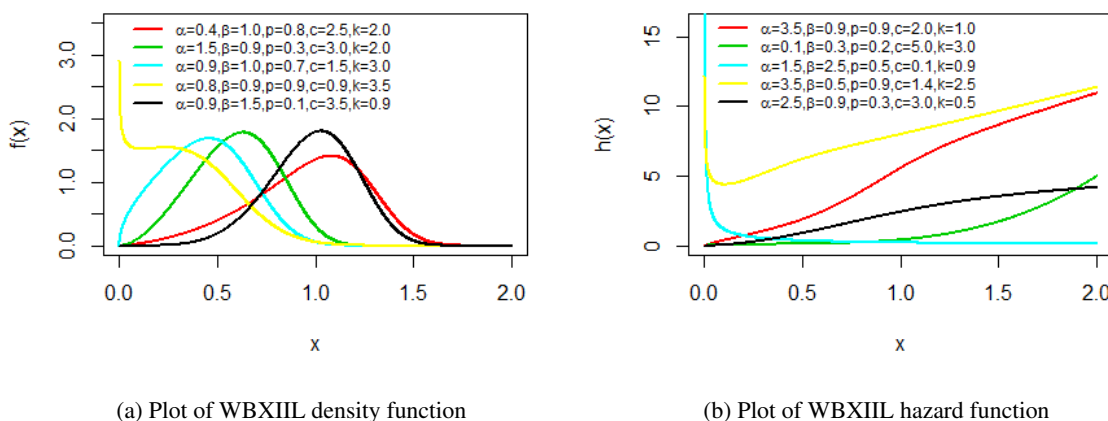 α=0.4,β=1.0,p=0.8,c=2.5,k=2.0
α=1.5,β=0.9,p=0.3,c=3.0,k=2.0
α=0.9,β=1.0,p=0.7,c=1.5,k=3.0
α=0.8,β=0.9,p=0.9,c=0.9,k=3.5
α=0.9,β=1.5,p=0.1,c=3.5,k=0.9
f(x)
3.0
2.0
1.0
0.0
0.0 0.5 1.0 1.5 2.0
x
(a) Plot of WBXIIL density function
α=3.5,β=0.9,p=0.9,c=2.0,k=1.0
α=0.1,β=0.3,p=0.2,c=5.0,k=3.0
α=1.5,β=2.5,p=0.5,c=0.1,k=0.9
α=3.5,β=0.5,p=0.9,c=1.4,k=2.5
α=2.5,β=0.9,p=0.3,c=3.0,k=0.5
h(x)
15
10
5
0
0.0 0.5 1.0 1.5 2.0
x
(b) Plot of WBXIIL hazard function